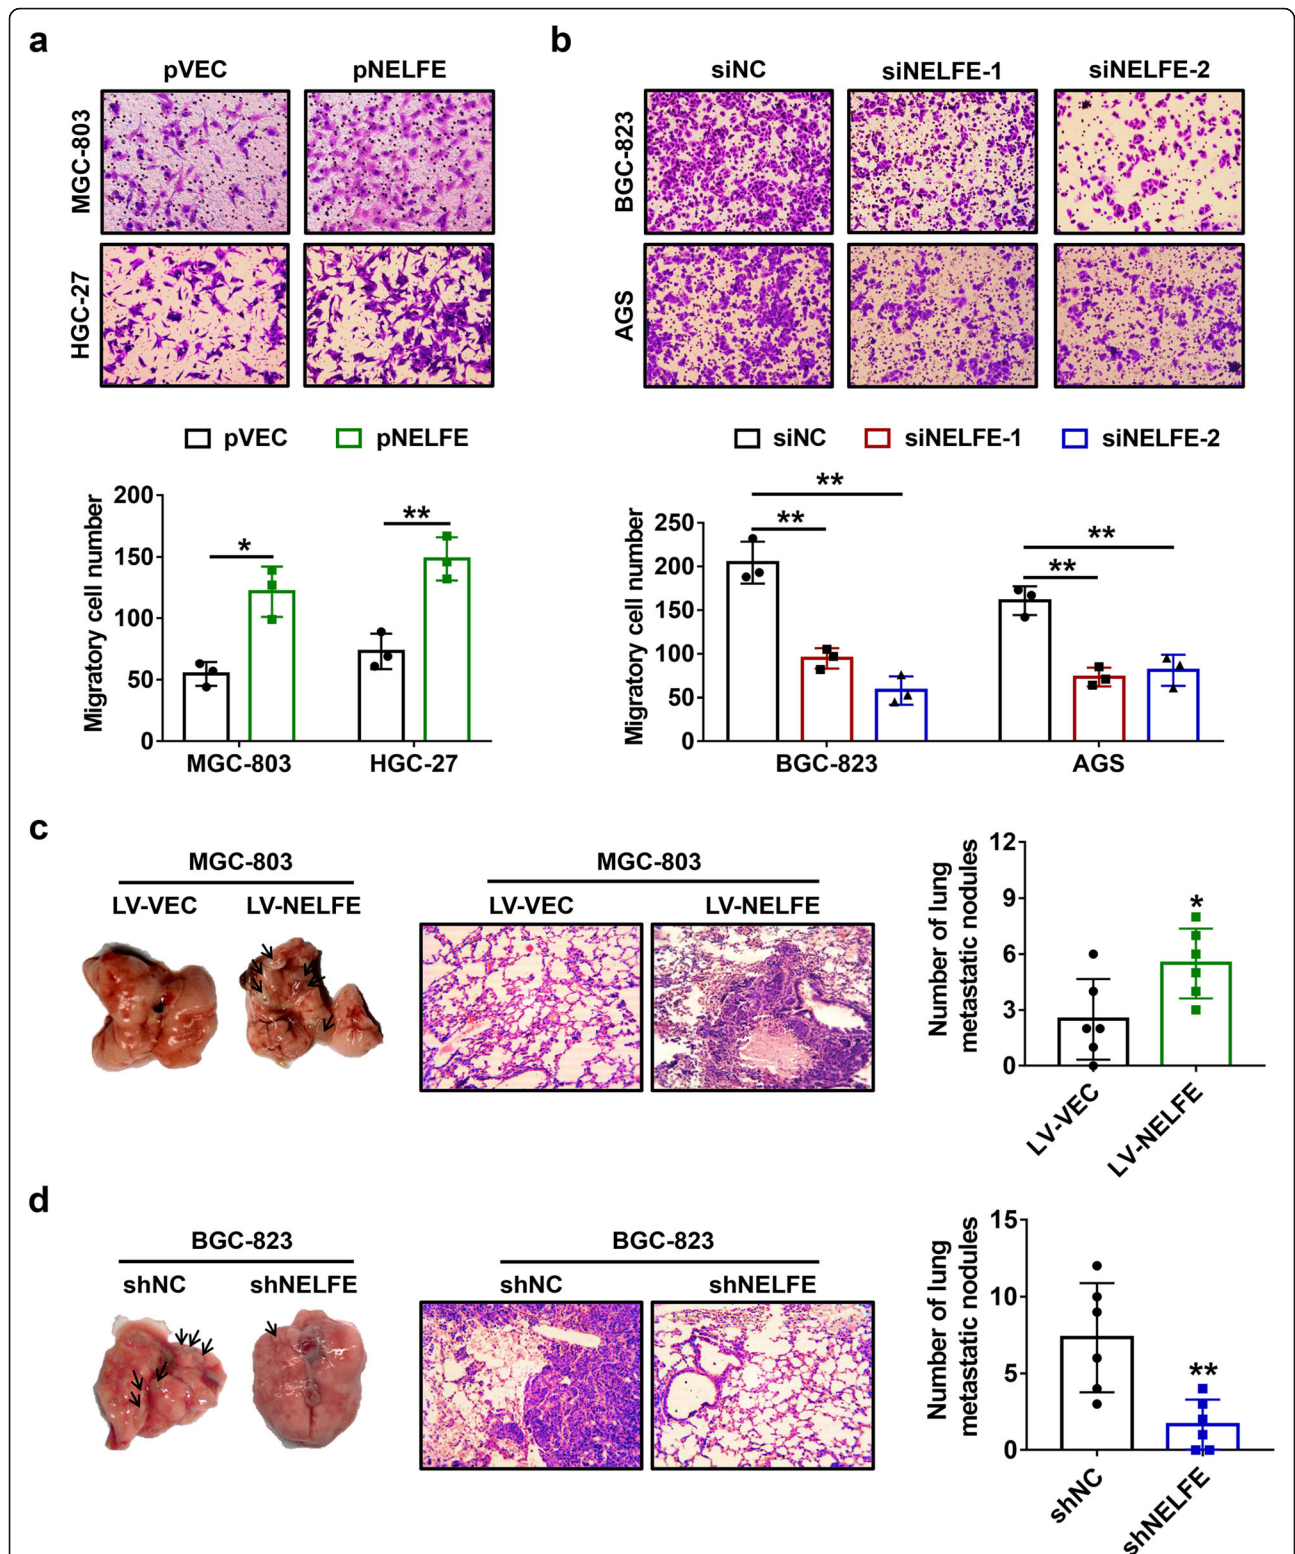 a
pVEC pNELFE
MGC-803
HGC-27
pVEC pNELFE
Migratory cell number
200
150
100
50
0
*
**
MGC-803 HGC-27
b
siNC siNELFE-1 siNELFE-2
BGC-823
AGS
siNC siNELFE-1 siNELFE-2
Migratory cell number
250
200
150
100
50
0
**
**
**
**
BGC-823 AGS
c
MGC-803
LV-VEC LV-NELFE
MGC-803
LV-VEC LV-NELFE
Number of lung
metastatic nodules
12
9
6
3
0
*
LV-VEC
LV-NELFE
d
BGC-823
shNC shNELFE
BGC-823
shNC shNELFE
Number of lung
metastatic nodules
15
10
5
0
**
shNC
shNELFE